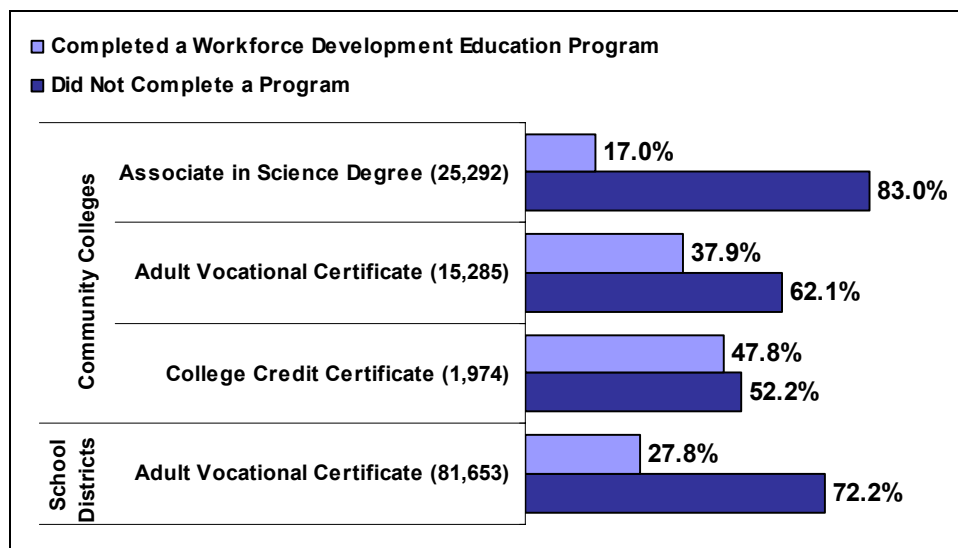 Completed a Workforce Development Education Program
Did Not Complete a Program
Community Colleges
Associate in Science Degree (25,292)
17.0%
83.0%
Adult Vocational Certificate (15,285)
37.9%
62.1%
College Credit Certificate (1,974)
47.8%
52.2%
School
Districts
Adult Vocational Certificate (81,653)
27.8%
72.2%